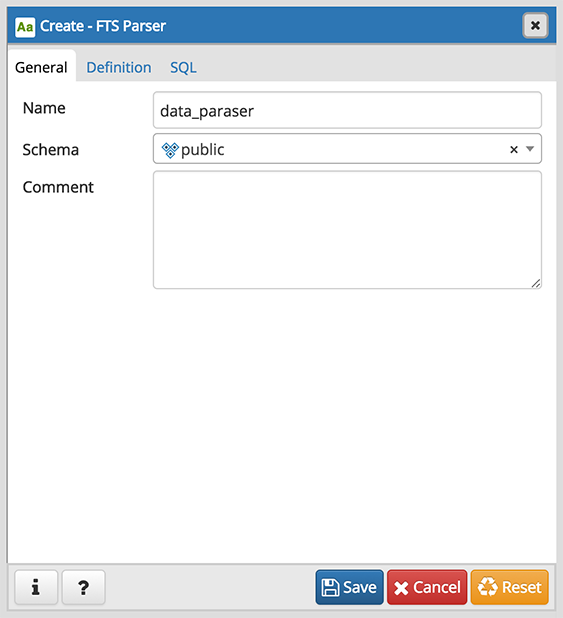 Aa Create - FTS Parser
General Definition SQL
Name data_paraser
Schema public
Comment
i ? Save Cancel Reset